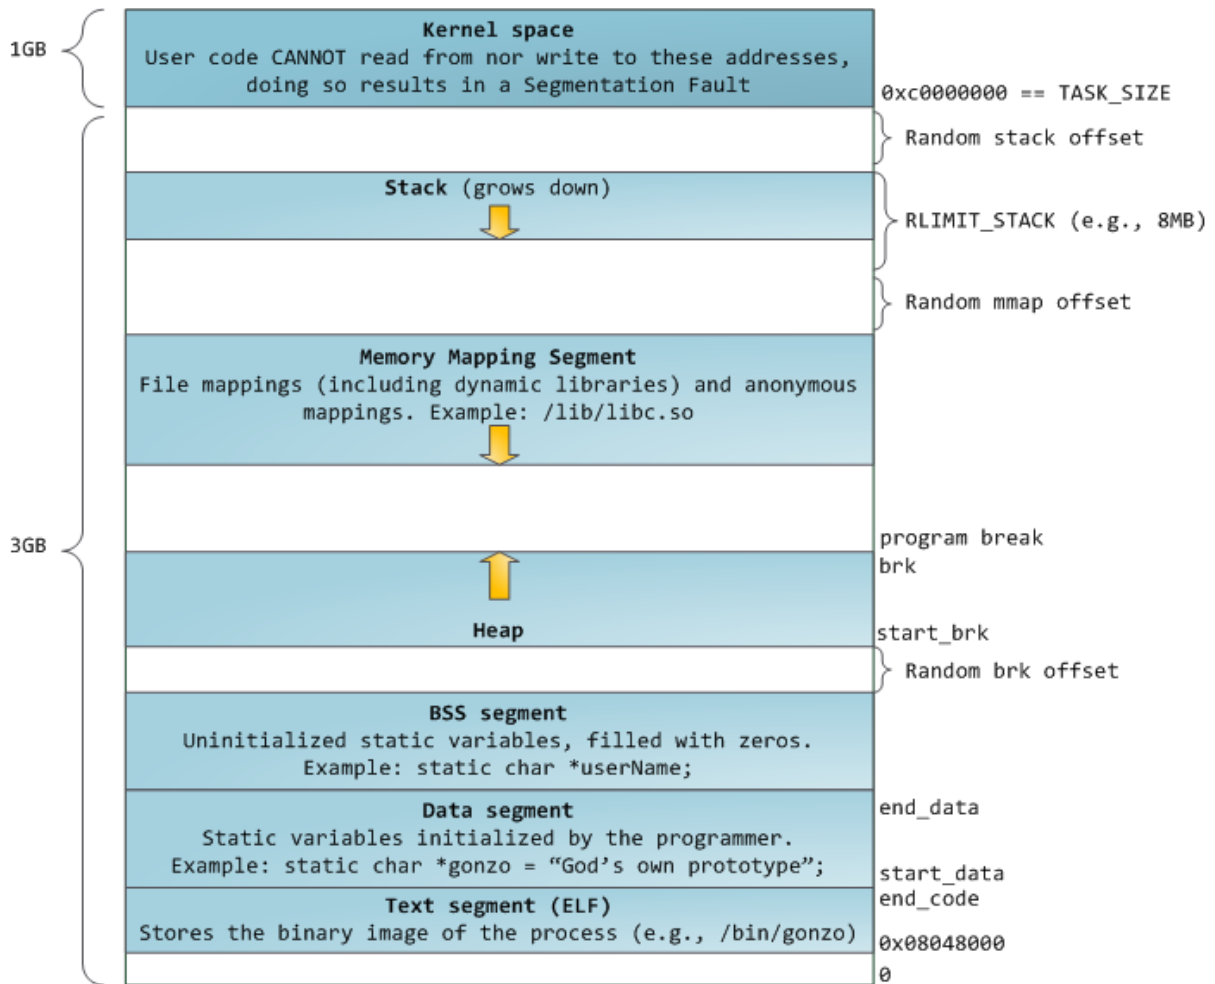 1GB
Kernel space
User code CANNOT read from nor write to these addresses,
doing so results in a Segmentation Fault
0xc0000000 == TASK_SIZE
Random stack offset
Stack (grows down)
RLIMIT_STACK (e.g., 8MB)
Random mmap offset
Memory Mapping Segment
File mappings (including dynamic libraries) and anonymous
mappings. Example: /lib/libc.so
3GB
program break
brk
Heap
start_brk
Random brk offset
BSS segment
Uninitialized static variables, filled with zeros.
Example: static char *userName;
Data segment
end_data
Static variables initialized by the programmer.
Example: static char *gonzo = “God’s own prototype”;
start_data
end_code
Text segment (ELF)
Stores the binary image of the process (e.g., /bin/gonzo)
0x08048000
0